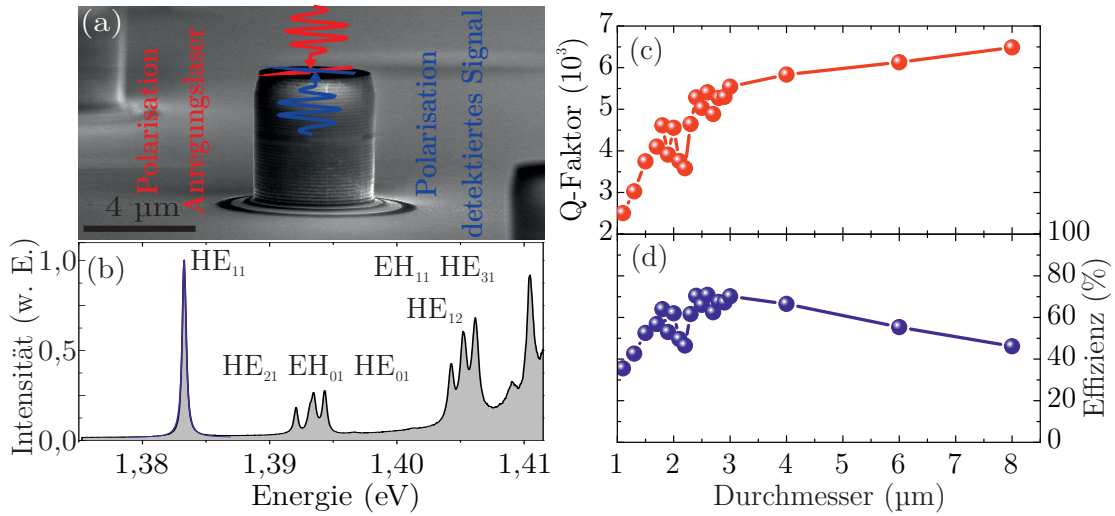 (a)
Polarisation
Anregungslaser
Polarisation
detektiertes Signal
4 µm
(b)
HE11
EH11 HE31
HE12
HE21 EH01 HE01
Intensität (w. E.)
1,0
0,5
0,0
1,38 1,39 1,40 1,41
Energie (eV)
(c)
Q-Faktor (10³)
7
6
5
4
3
2
(d)
100
80
60
40
20
0
Effizienz (%)
1 2 3 4 5 6 7 8
Durchmesser (µm)